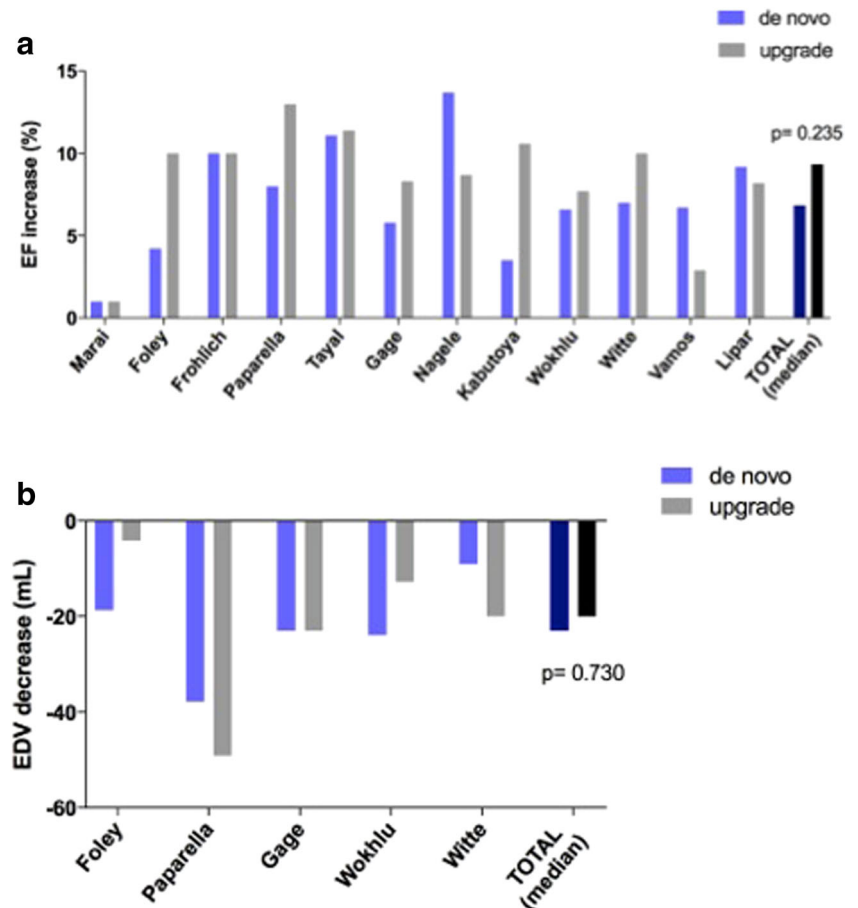 a
de novo
upgrade
EF increase (%)
15
10
5
0
p= 0.235
Marai
Foley
Frohlich
Paparella
Tayal
Gage
Nagele
Kabutoya
Wokhlu
Witte
Vamos
Lipar
TOTAL
(median)
b
de novo
upgrade
EDV decrease (mL)
0
-20
-40
-60
p= 0.730
Foley
Paparella
Gage
Wokhlu
Witte
TOTAL
(median)